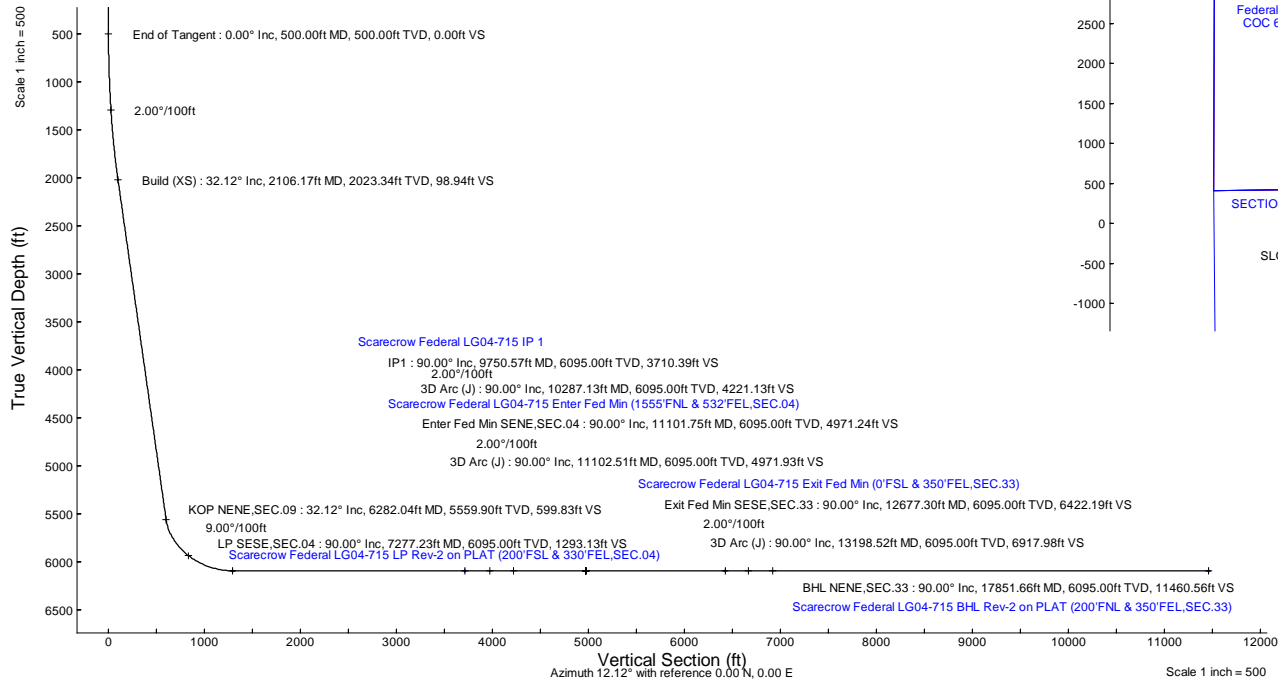 Scale 1 inch = 500
True Vertical Depth (ft)
500
1000
1500
2000
2500
3000
3500
4000
4500
5000
5500
6000
6500
End of Tangent : 0.00° Inc, 500.00ft MD, 500.00ft TVD, 0.00ft VS
2.00°/100ft
Build (XS) : 32.12° Inc, 2106.17ft MD, 2023.34ft TVD, 98.94ft VS
Scarecrow Federal LG04-715 IP 1
IP1 : 90.00° Inc, 9750.57ft MD, 6095.00ft TVD, 3710.39ft VS
2.00°/100ft
3D Arc (J) : 90.00° Inc, 10287.13ft MD, 6095.00ft TVD, 4221.13ft VS
Scarecrow Federal LG04-715 Enter Fed Min (1555'FNL & 532'FEL,SEC.04)
Enter Fed Min SENE,SEC.04 : 90.00° Inc, 11101.75ft MD, 6095.00ft TVD, 4971.24ft VS
2.00°/100ft
3D Arc (J) : 90.00° Inc, 11102.51ft MD, 6095.00ft TVD, 4971.93ft VS
Scarecrow Federal LG04-715 Exit Fed Min (0'FSL & 350'FEL,SEC.33)
Exit Fed Min SESE,SEC.33 : 90.00° Inc, 12677.30ft MD, 6095.00ft TVD, 6422.19ft VS
KOP NENE,SEC.09 : 32.12° Inc, 6282.04ft MD, 5559.90ft TVD, 599.83ft VS
9.00°/100ft
2.00°/100ft
LP SESE,SEC.04 : 90.00° Inc, 7277.23ft MD, 6095.00ft TVD, 1293.13ft VS
3D Arc (J) : 90.00° Inc, 13198.52ft MD, 6095.00ft TVD, 6917.98ft VS
Scarecrow Federal LG04-715 LP Rev-2 on PLAT (200'FSL & 330'FEL,SEC.04)
BHL NENE,SEC.33 : 90.00° Inc, 17851.66ft MD, 6095.00ft TVD, 11460.56ft VS
Scarecrow Federal LG04-715 BHL Rev-2 on PLAT (200'FNL & 350'FEL,SEC.33)
0 1000 2000 3000 4000 5000 6000 7000 8000 9000 10000 11000 12000
Vertical Section (ft)
Azimuth 12.12° with reference 0.00 N, 0.00 E
Scale 1 inch = 500
2500
2000
1500
1000
500
0
-500
-1000
Federal
COC 6
SECTIO
SLO